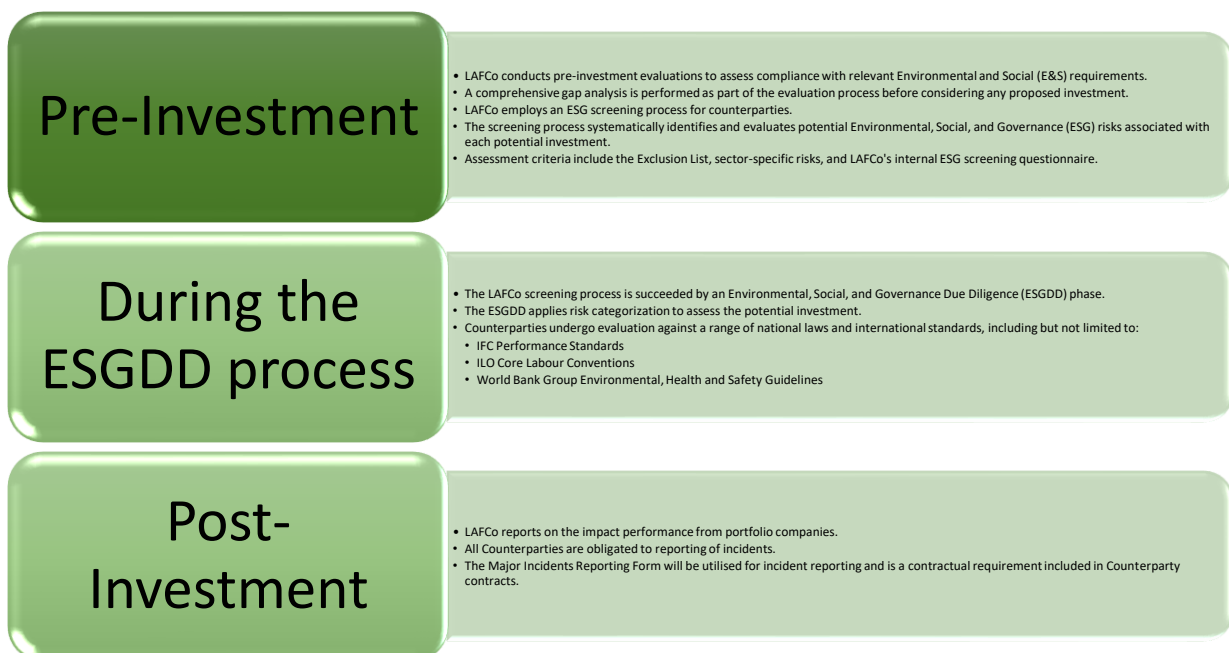 Pre-Investment
• LAFCo conducts pre-investment evaluations to assess compliance with relevant Environmental and Social (E&S) requirements.
• A comprehensive gap analysis is performed as part of the evaluation process before considering any proposed investment.
• LAFCo employs an ESG screening process for counterparties.
• The screening process systematically identifies and evaluates potential Environmental, Social, and Governance (ESG) risks associated with
each potential investment.
• Assessment criteria include the Exclusion List, sector-specific risks, and LAFCo's internal ESG screening questionnaire.
During the
ESGDD process
• The LAFCo screening process is succeeded by an Environmental, Social, and Governance Due Diligence (ESGDD) phase.
• The ESGDD applies risk categorization to assess the potential investment.
• Counterparties undergo evaluation against a range of national laws and international standards, including but not limited to:
• IFC Performance Standards
• ILO Core Labour Conventions
• World Bank Group Environmental, Health and Safety Guidelines
Post-
Investment
• LAFCo reports on the impact performance from portfolio companies.
• All Counterparties are obligated to reporting of incidents.
• The Major Incidents Reporting Form will be utilised for incident reporting and is a contractual requirement included in Counterparty
contracts.